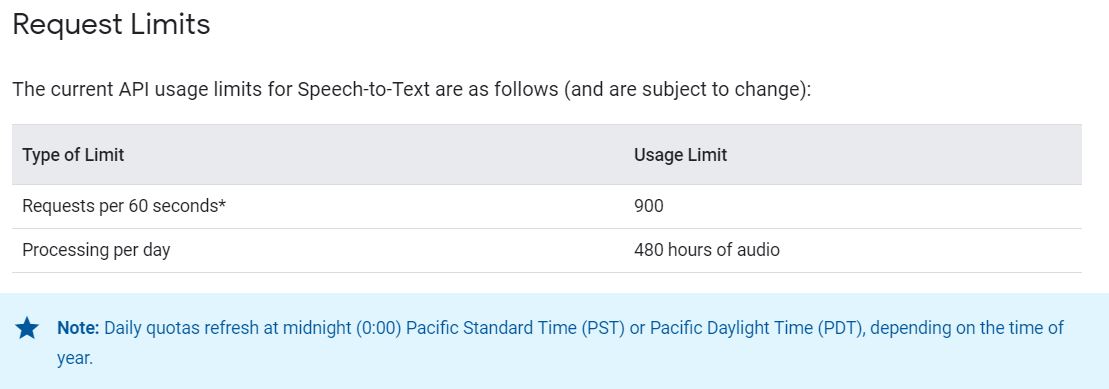 Request Limits
The current API usage limits for Speech-to-Text are as follows (and are subject to change):
Type of Limit Usage Limit
Requests per 60 seconds* 900
Processing per day 480 hours of audio
Note: Daily quotas refresh at midnight (0:00) Pacific Standard Time (PST) or Pacific Daylight Time (PDT), depending on the time of
year.